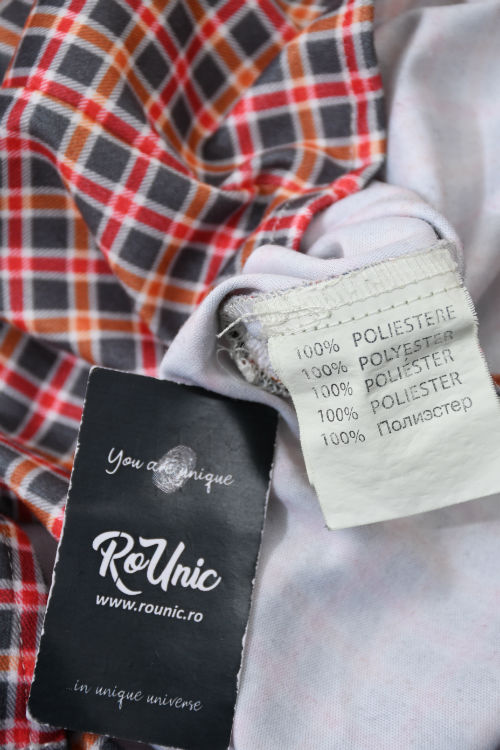 100% POLIESTERE
100% POLYESTER
100% POLIESTER
100% POLIESTER
100% Полиэстер
You are unique
RoUnic
www.rounic.ro
...in unique universe